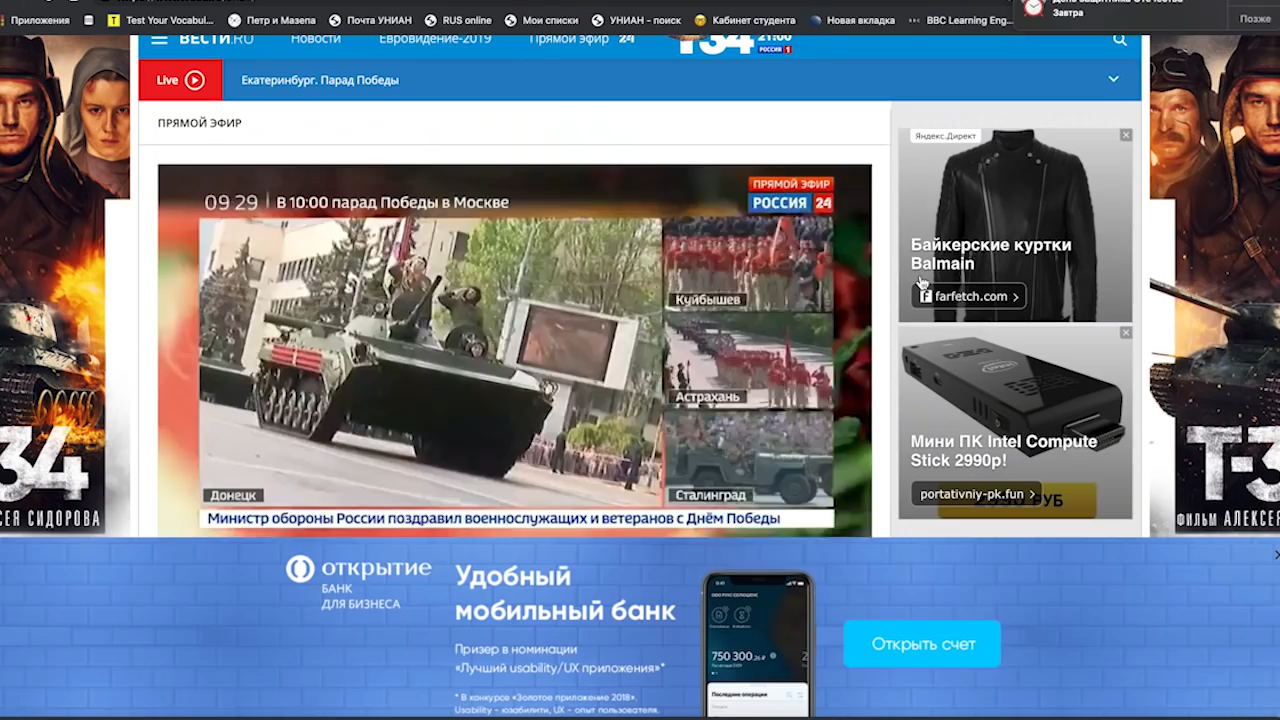 Завтра
Позже
Приложения
Test Your Vocabul...
Петр и Мазепа
Почта УНИАН
RUS online
Мои списки
УНИАН - поиск
Кабинет студента
Новая вкладка
BBC Learning Eng...
ВЕСТИ.RU
Новости
Евровидение-2019
Прямой эфир 24
Т34
21:00
РОССИЯ 1
Live
Екатеринбург. Парад Победы
ПРЯМОЙ ЭФИР
09 29 | В 10:00 парад Победы в Москве
ПРЯМОЙ ЭФИР
РОССИЯ 24
Куйбышев
Астрахань
Сталинград
Донецк
Министр обороны России поздравил военнослужащих и ветеранов с Днём Победы
Яндекс.Директ
Байкерские куртки
Balmain
farfetch.com
Мини ПК Intel Compute
Stick 2990р!
portativniy-pk.fun
34
СЕЯ СИДОРОВА
Т-3
ФИЛЬМ АЛЕКСЕ
открытие
БАНК
ДЛЯ БИЗНЕСА
Удобный
мобильный банк
Призер в номинации
«Лучший usability/UX приложения»*
* В конкурсе «Золотое приложение 2018».
Usability - юзабилити, UX - опыт пользователя.
750 300,26 ₽
Последние операции
Открыть счет